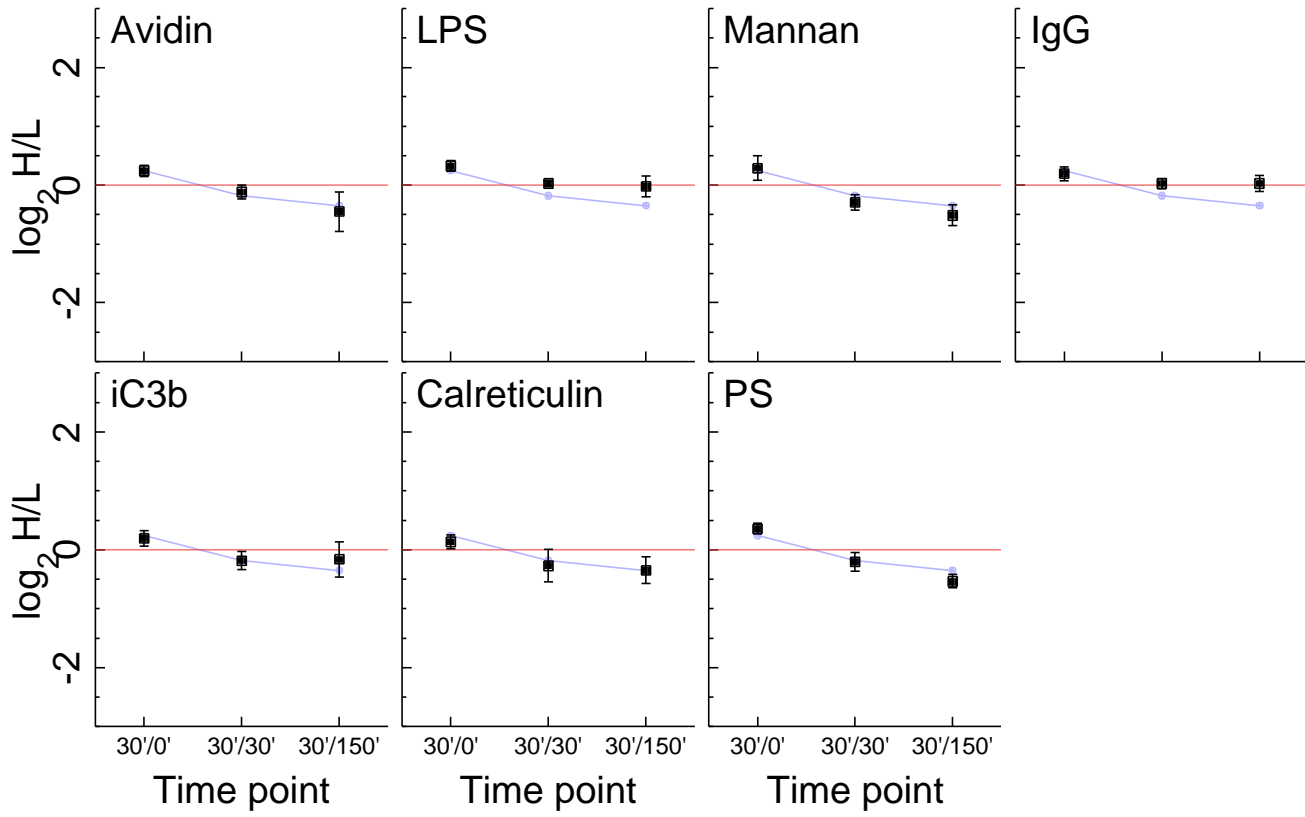 Avidin LPS Mannan IgG
2
0
-2
log2 H/L
iC3b Calreticulin PS
2
0
-2
log2 H/L
30'/0' 30'/30' 30'/150' 30'/0' 30'/30' 30'/150' 30'/0' 30'/30' 30'/150'
Time point Time point Time point